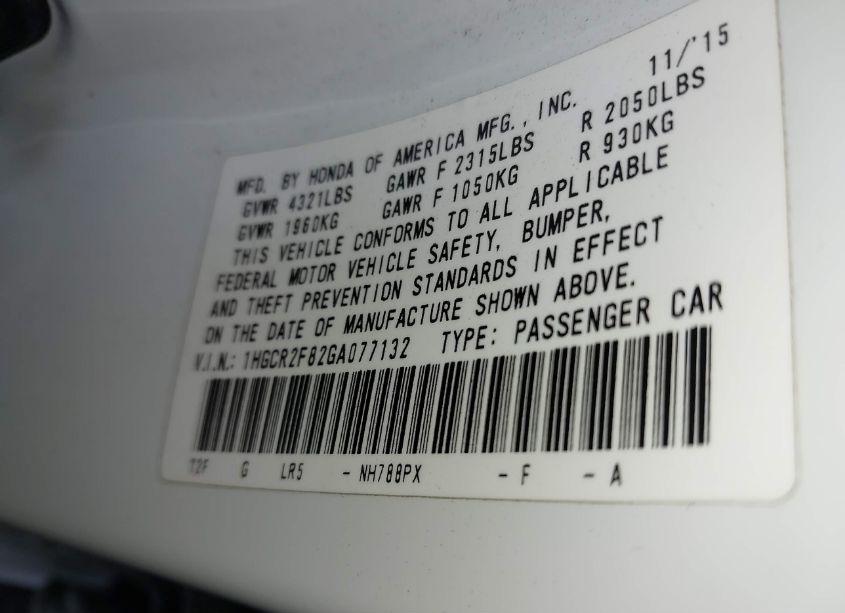 11/'15
MFD. BY HONDA OF AMERICA MFG., INC.
GVWR 4321LBS GAWR F 2315LBS R 2050LBS
GVWR 1960KG GAWR F 1050KG R 930KG
THIS VEHICLE CONFORMS TO ALL APPLICABLE
FEDERAL MOTOR VEHICLE SAFETY, BUMPER,
AND THEFT PREVENTION STANDARDS IN EFFECT
ON THE DATE OF MANUFACTURE SHOWN ABOVE.
V.I.N.: 1HGCR2F82GA077132 TYPE: PASSENGER CAR
T2F G LR5 - NH788PX - F - A